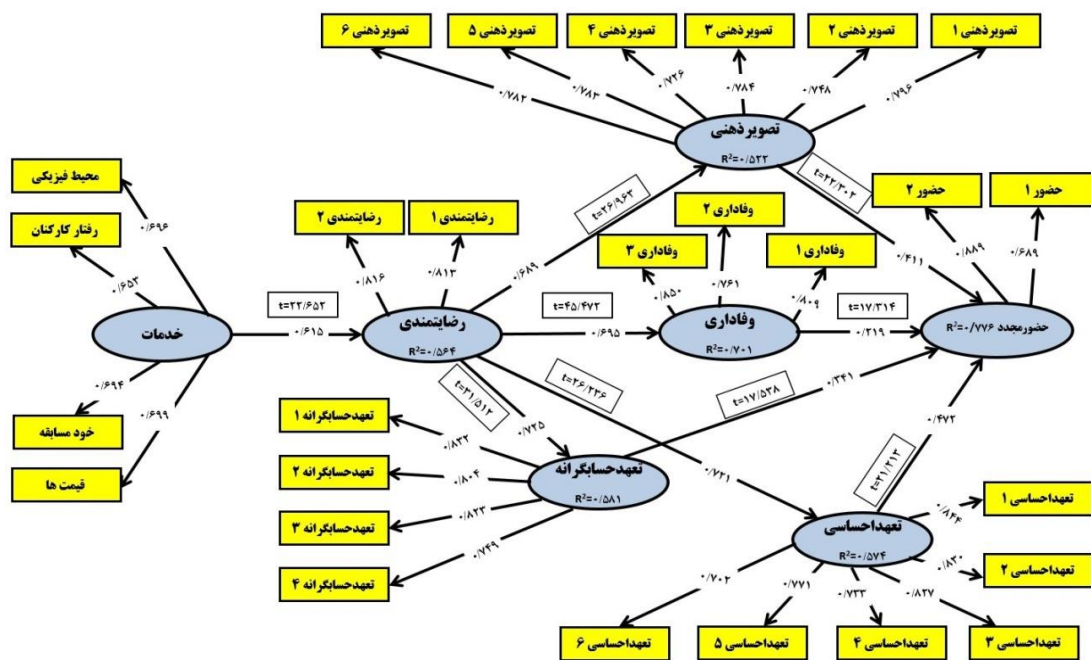 تصویرذهنی ۶
تصویرذهنی ۵
تصویرذهنی ۴
تصویرذهنی ۳
تصویرذهنی ۲
تصویرذهنی ۱
۰/۷۸۲
۰/۷۸۳
۰/۷۲۶
۰/۷۸۴
۰/۷۴۸
۰/۷۹۶
تصویرذهنی
R²=۰/۵۲۲
محیط فیزیکی
رفتار کارکنان
۰/۶۹۶
۰/۶۵۳
خدمات
۰/۶۹۴
۰/۶۹۹
خود مسابقه
قیمت ها
t=۲۲/۶۵۲
۰/۶۱۵
رضایتمندی ۲
رضایتمندی ۱
۰/۸۱۶
۰/۸۱۳
رضایتمندی
R²=۰/۵۶۴
t=۲۶/۹۶۳
۰/۶۸۹
t=۴۵/۴۷۲
۰/۶۹۵
وفاداری ۳
وفاداری ۲
وفاداری ۱
۰/۸۵۰
۰/۷۶۱
۰/۸۰۹
وفاداری
R²=۰/۷۰۱
t=۲۲/۳۰۲
۰/۴۱۱
t=۱۷/۳۱۴
۰/۳۱۹
حضور ۲
حضور ۱
۰/۸۸۹
۰/۶۸۹
حضورمجدد R²=۰/۷۷۶
t=۳۱/۵۱۲
۰/۷۲۵
t=۲۶/۲۳۶
۰/۷۲۱
t=۱۷/۵۳۸
۰/۳۴۱
t=۲۱/۲۱۲
۰/۴۷۲
تعهدحسابگرانه ۱
تعهدحسابگرانه ۲
تعهدحسابگرانه ۳
تعهدحسابگرانه ۴
۰/۸۳۲
۰/۸۰۴
۰/۸۲۳
۰/۷۴۹
تعهدحسابگرانه
R²=۰/۵۸۱
تعهداحساسی
R²=۰/۵۷۴
۰/۸۴۴
۰/۸۲۰
۰/۸۲۷
۰/۷۳۳
۰/۷۷۱
۰/۷۰۲
تعهداحساسی ۱
تعهداحساسی ۲
تعهداحساسی ۳
تعهداحساسی ۴
تعهداحساسی ۵
تعهداحساسی ۶